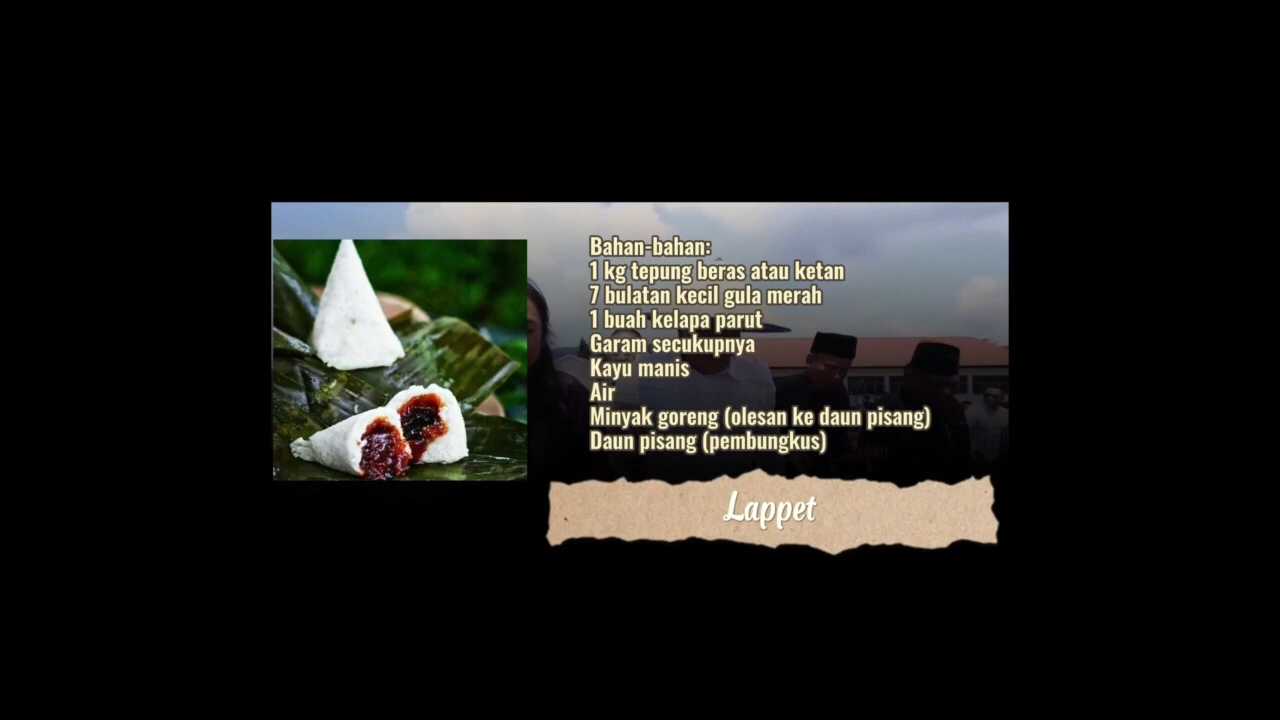 Bahan-bahan:
1 kg tepung beras atau ketan
7 bulatan kecil gula merah
1 buah kelapa parut
Garam secukupnya
Kayu manis
Air
Minyak goreng (olesan ke daun pisang)
Daun pisang (pembungkus)
Lappet